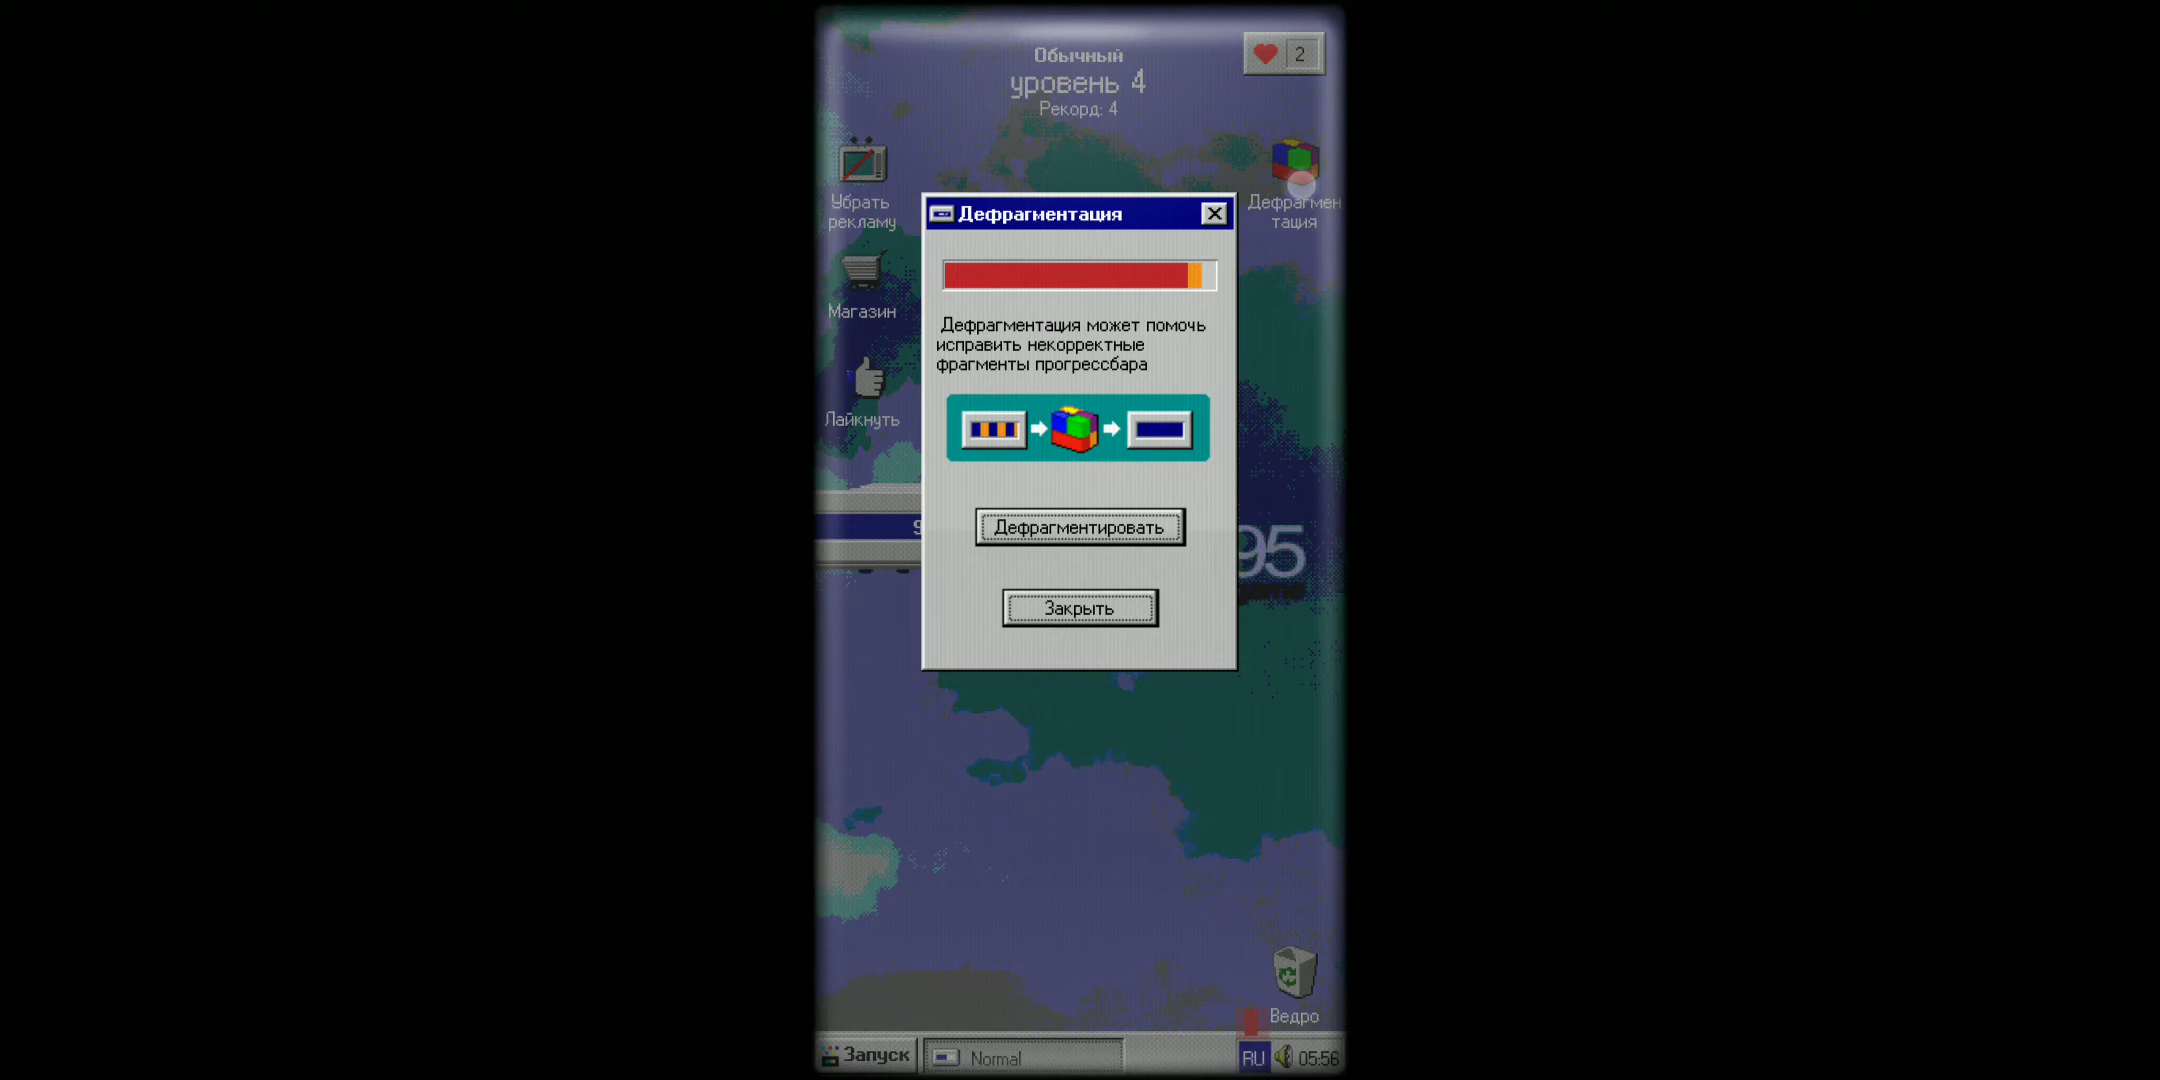 Обычный
уровень 4
Рекорд: 4
2
Убрать
рекламу
Дефрагмен
тация
Магазин
Лайкнуть
Дефрагментация
Дефрагментация может помочь
исправить некорректные
фрагменты прогрессбара
Дефрагментировать
Закрыть
9
95
Ведро
Запуск
Normal
RU
05:56